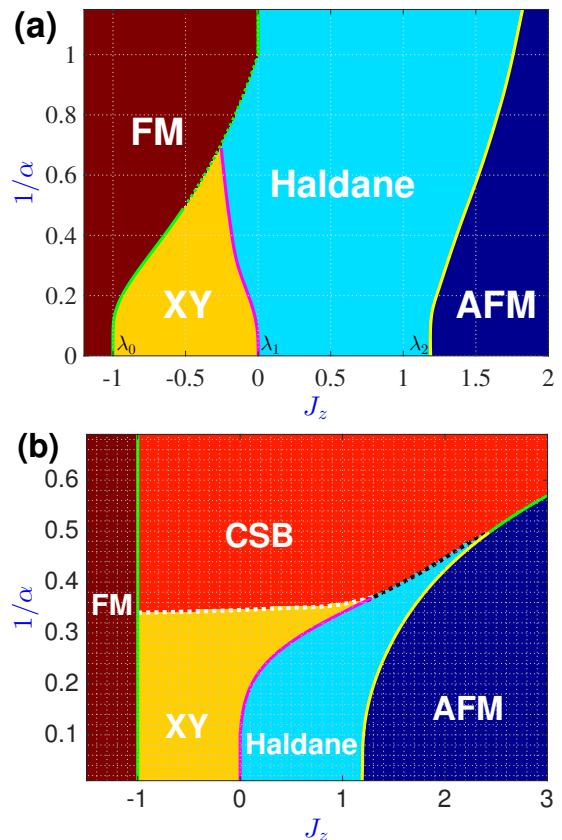 (a)
1
0.8
0.6
0.4
0.2
0
1/α
FM
Haldane
XY
AFM
λ₀ λ₁ λ₂
-1 -0.5 0 0.5 1 1.5 2
J_z
(b)
0.6
0.5
0.4
0.3
0.2
0.1
1/α
CSB
FM
XY
AFM
Haldane
-1 0 1 2 3
J_z